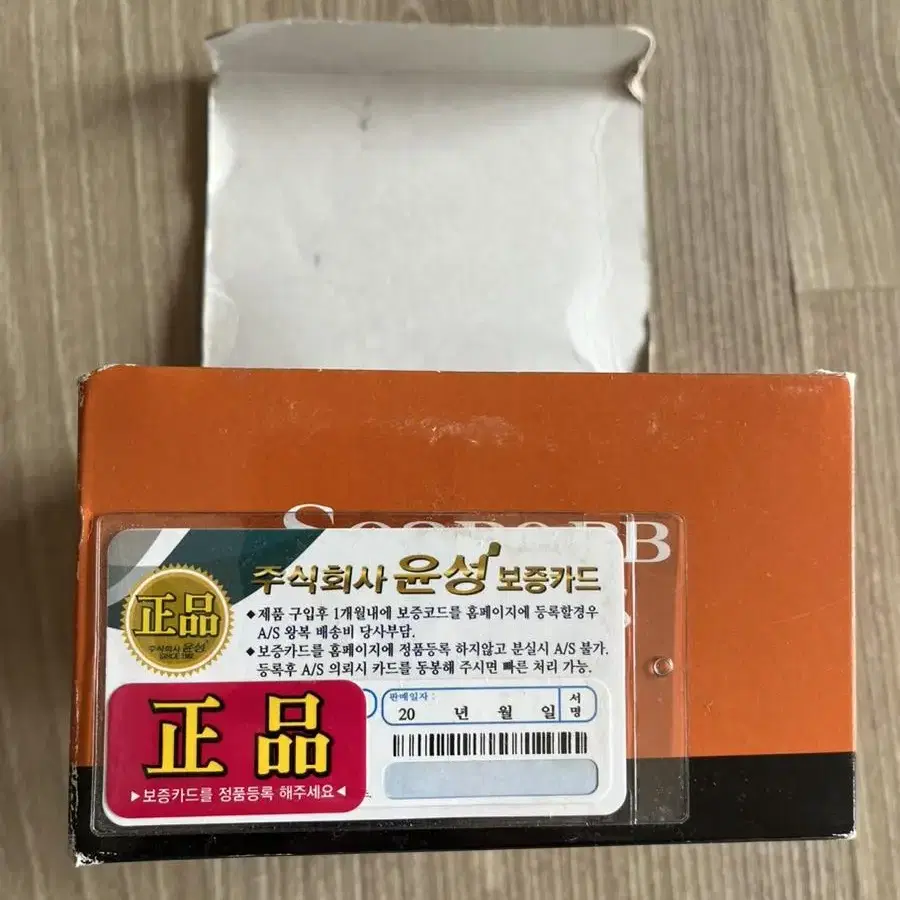 주식회사 윤성 보증카드
正品
주식회사 윤성
SINCE 1982
◆제품 구입후 1개월내에 보증코드를 홈페이지에 등록할경우
A/S 왕복 배송비 당사부담.
◆보증카드를 홈페이지에 정품등록 하지않고 분실시 A/S 불가.
등록후 A/S 의뢰시 카드를 동봉해 주시면 빠른 처리 가능.
판매일자 :
20 년 월 일
서명
正品
▶보증카드를 정품등록 해주세요◀